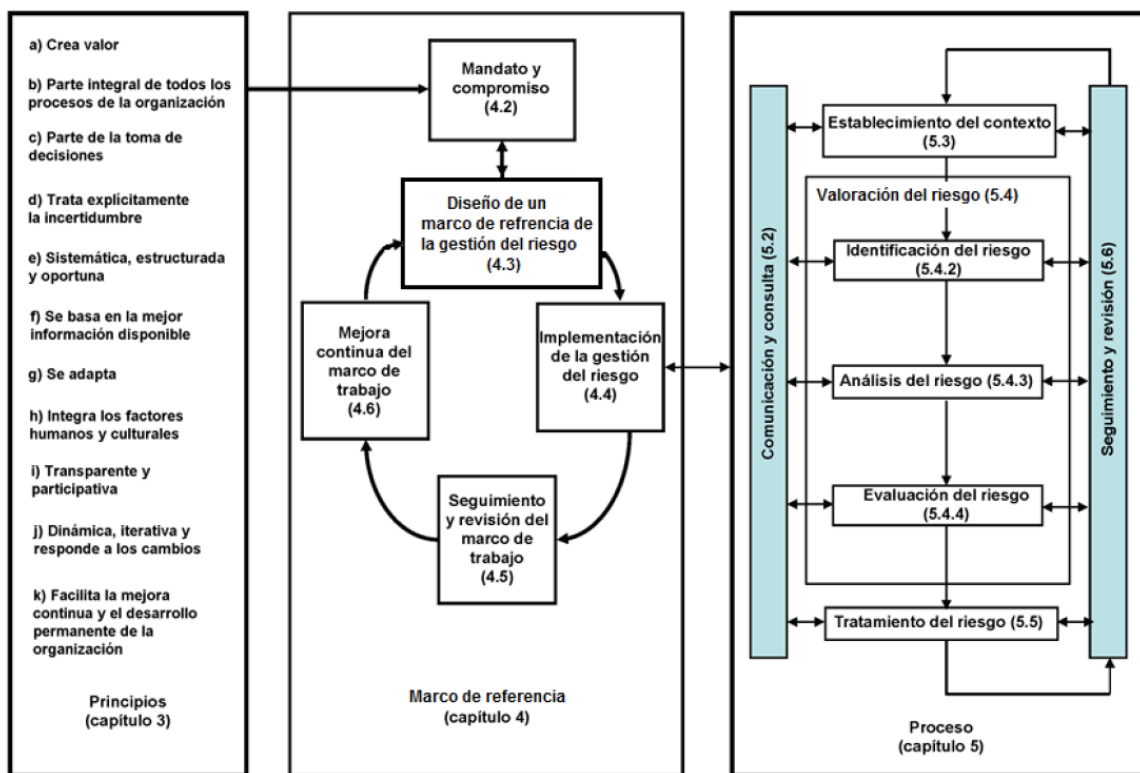 a) Crea valor
b) Parte integral de todos los
procesos de la organización
c) Parte de la toma de
decisiones
d) Trata explícitamente
la incertidumbre
e) Sistemática, estructurada
y oportuna
f) Se basa en la mejor
información disponible
g) Se adapta
h) Integra los factores
humanos y culturales
i) Transparente y
participativa
j) Dinámica, iterativa y
responde a los cambios
k) Facilita la mejora
continua y el desarrollo
permanente de la
organización
Principios
(capítulo 3)
Mandato y
compromiso
(4.2)
Diseño de un
marco de refrencia de
la gestión del riesgo
(4.3)
Implementación
de la gestión
del riesgo
(4.4)
Seguimiento
y revisión del
marco de
trabajo
(4.5)
Mejora
continua del
marco de
trabajo
(4.6)
Marco de referencia
(capítulo 4)
Comunicación y consulta (5.2)
Establecimiento del contexto
(5.3)
Valoración del riesgo (5.4)
Identificación del riesgo
(5.4.2)
Análisis del riesgo (5.4.3)
Evaluación del riesgo
(5.4.4)
Tratamiento del riesgo (5.5)
Seguimiento y revisión (5.6)
Proceso
(capítulo 5)